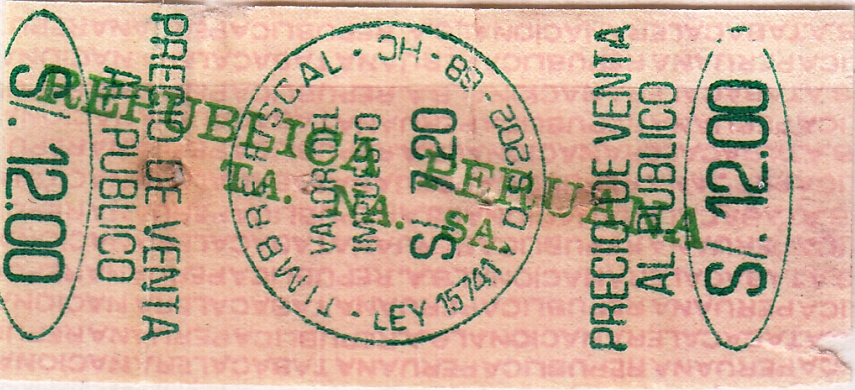 S/. 12.00
PRECIO DE VENTA
AL PUBLICO
REPUBLICA PERUANA
TA. NA. SA.
TIMBRE FISCAL
LEY 15741
VALOR DEL
IMPUESTO
S/ 7.20
PRECIO DE VENTA
AL PUBLICO
S/. 12.00